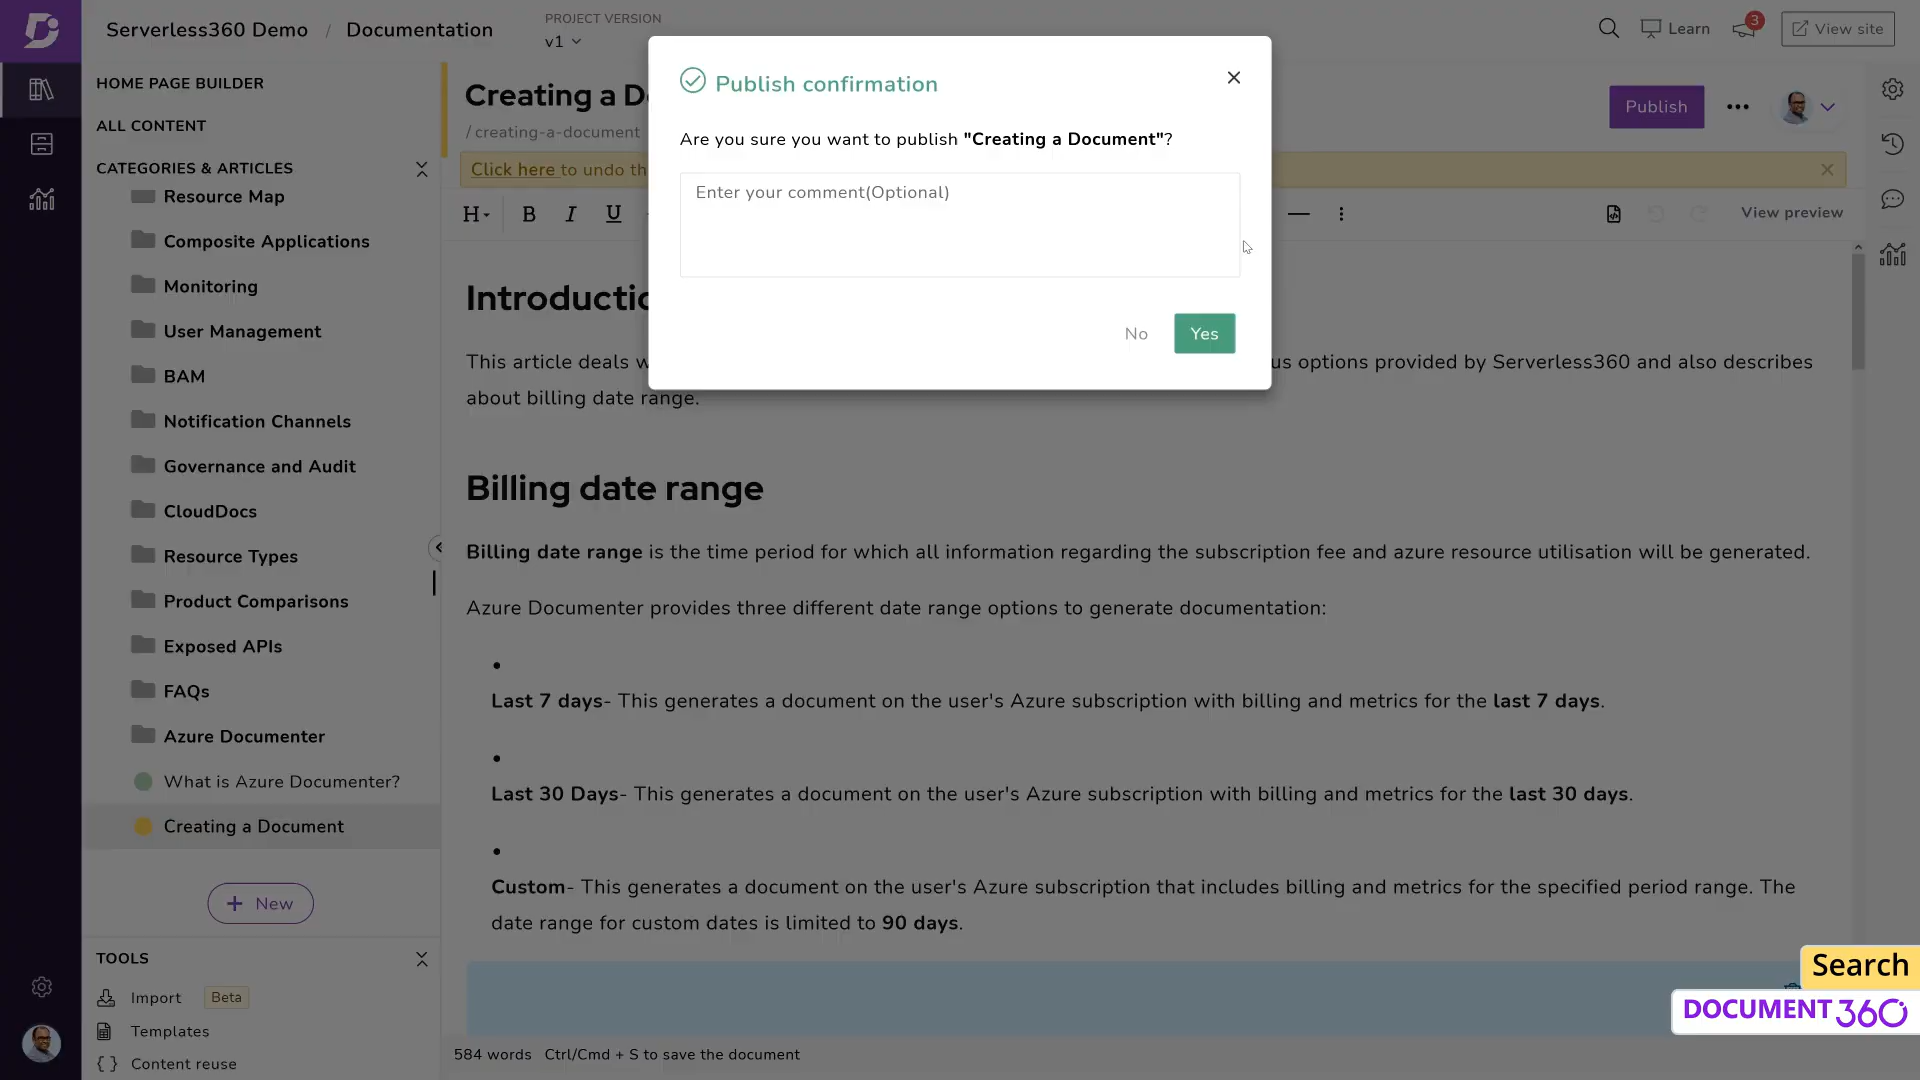 Serverless360 Demo / Documentation
PROJECT VERSION
v1
Learn
3
View site
HOME PAGE BUILDER
ALL CONTENT
CATEGORIES & ARTICLES
Resource Map
Composite Applications
Monitoring
User Management
BAM
Notification Channels
Governance and Audit
CloudDocs
Resource Types
Product Comparisons
Exposed APIs
FAQs
Azure Documenter
What is Azure Documenter?
Creating a Document
+ New
TOOLS
Import Beta
Templates
Content reuse
Creating a D
/creating-a-document
Publish
Click here to undo th
H B I U
View preview
Publish confirmation
Are you sure you want to publish "Creating a Document"?
Enter your comment(Optional)
No Yes
Introductio
This article deals w us options provided by Serverless360 and also describes
about billing date range.
Billing date range
Billing date range is the time period for which all information regarding the subscription fee and azure resource utilisation will be generated.
Azure Documenter provides three different date range options to generate documentation:
•
Last 7 days- This generates a document on the user's Azure subscription with billing and metrics for the last 7 days.
•
Last 30 Days- This generates a document on the user's Azure subscription with billing and metrics for the last 30 days.
•
Custom- This generates a document on the user's Azure subscription that includes billing and metrics for the specified period range. The
date range for custom dates is limited to 90 days.
584 words Ctrl/Cmd + S to save the document
Search
DOCUMENT360